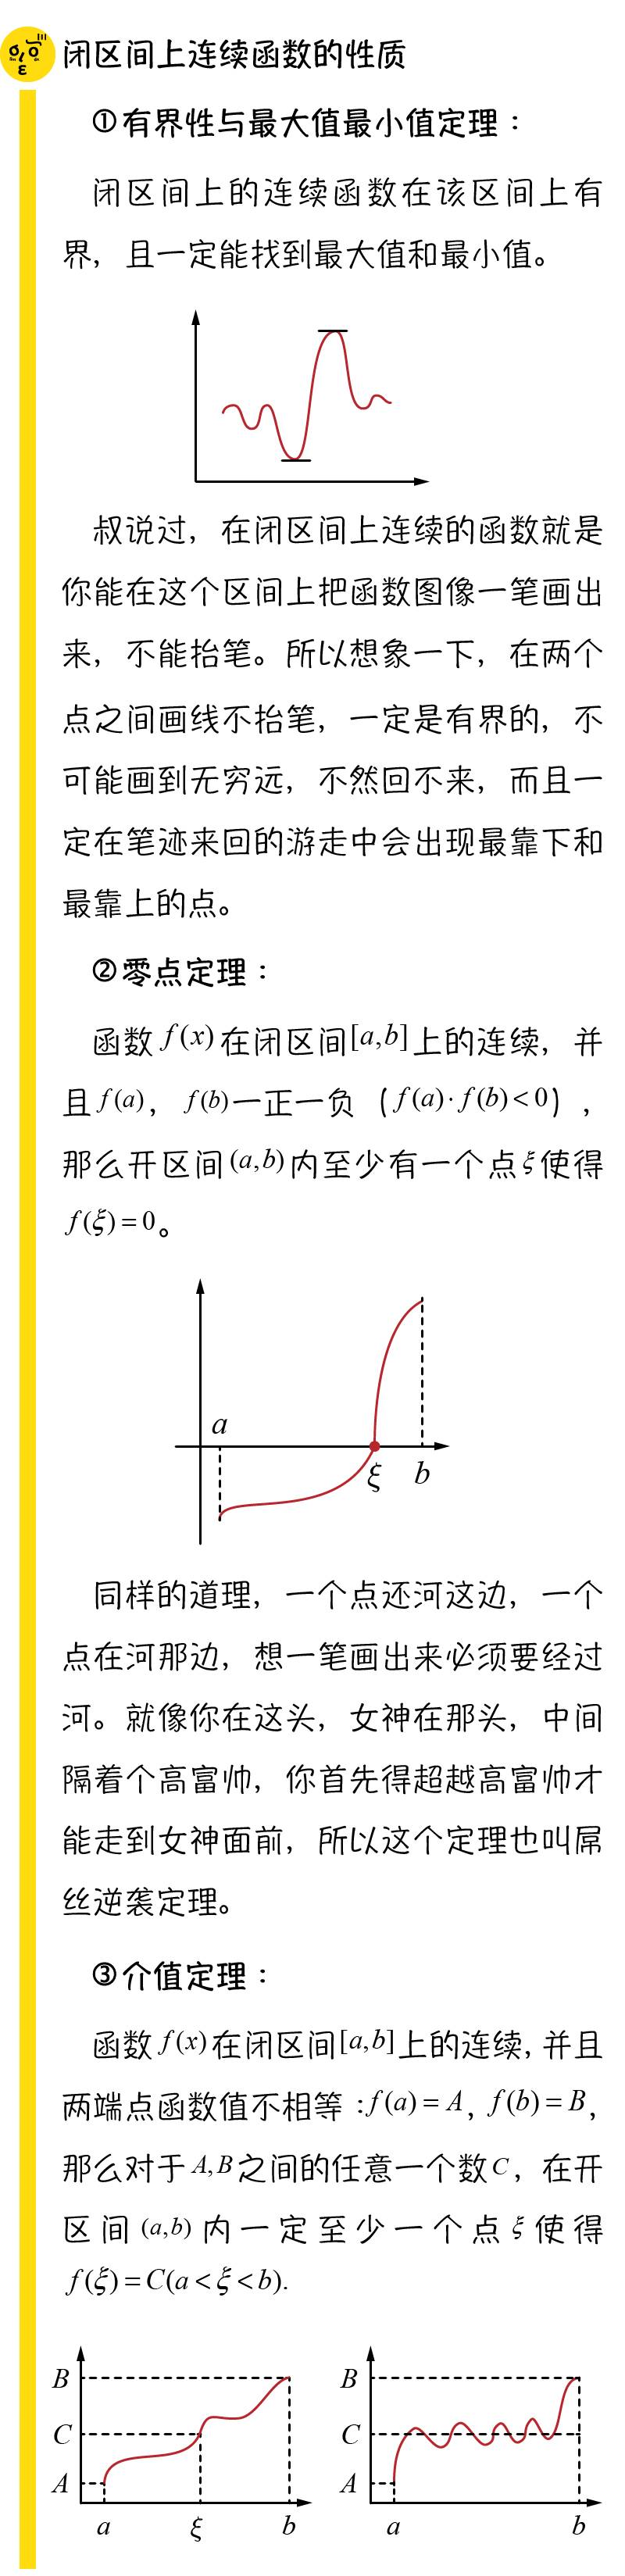 闭区间上连续函数的性质
①有界性与最大值最小值定理：
闭区间上的连续函数在该区间上有
界，且一定能找到最大值和最小值。
叔说过，在闭区间上连续的函数就是
你能在这个区间上把函数图像一笔画出
来，不能抬笔。所以想象一下，在两个
点之间画线不抬笔，一定是有界的，不
可能画到无穷远，不然回不来，而且一
定在笔迹来回的游走中会出现最靠下和
最靠上的点。
②零点定理：
函数 f(x) 在闭区间[a,b]上的连续，并
且 f(a)， f(b)一正一负（f(a)·f(b)<0），
那么开区间(a,b)内至少有一个点ξ使得
f(ξ)=0。
a
ξ b
同样的道理，一个点还河这边，一个
点在河那边，想一笔画出来必须要经过
河。就像你在这头，女神在那头，中间
隔着个高富帅，你首先得超越高富帅才
能走到女神面前，所以这个定理也叫屌
丝逆袭定理。
③介值定理：
函数 f(x) 在闭区间[a,b]上的连续，并且
两端点函数值不相等：f(a)=A，f(b)=B，
那么对于A,B之间的任意一个数C，在开
区间(a,b)内一定至少一个点ξ使得
f(ξ)=C(a<ξ<b).
B
C
A
a ξ b
B
C
A
a b